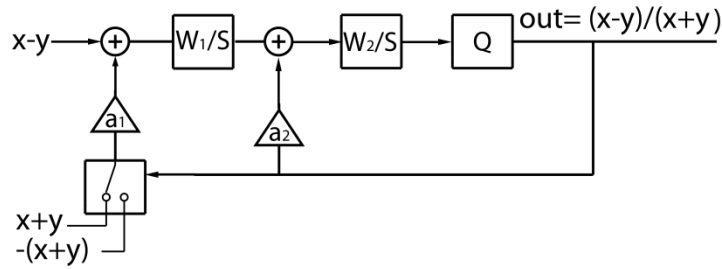 x-y
+
W₁/S
+
W₂/S
Q
out= (x-y)/(x+y)
a₁
a₂
x+y
-(x+y)